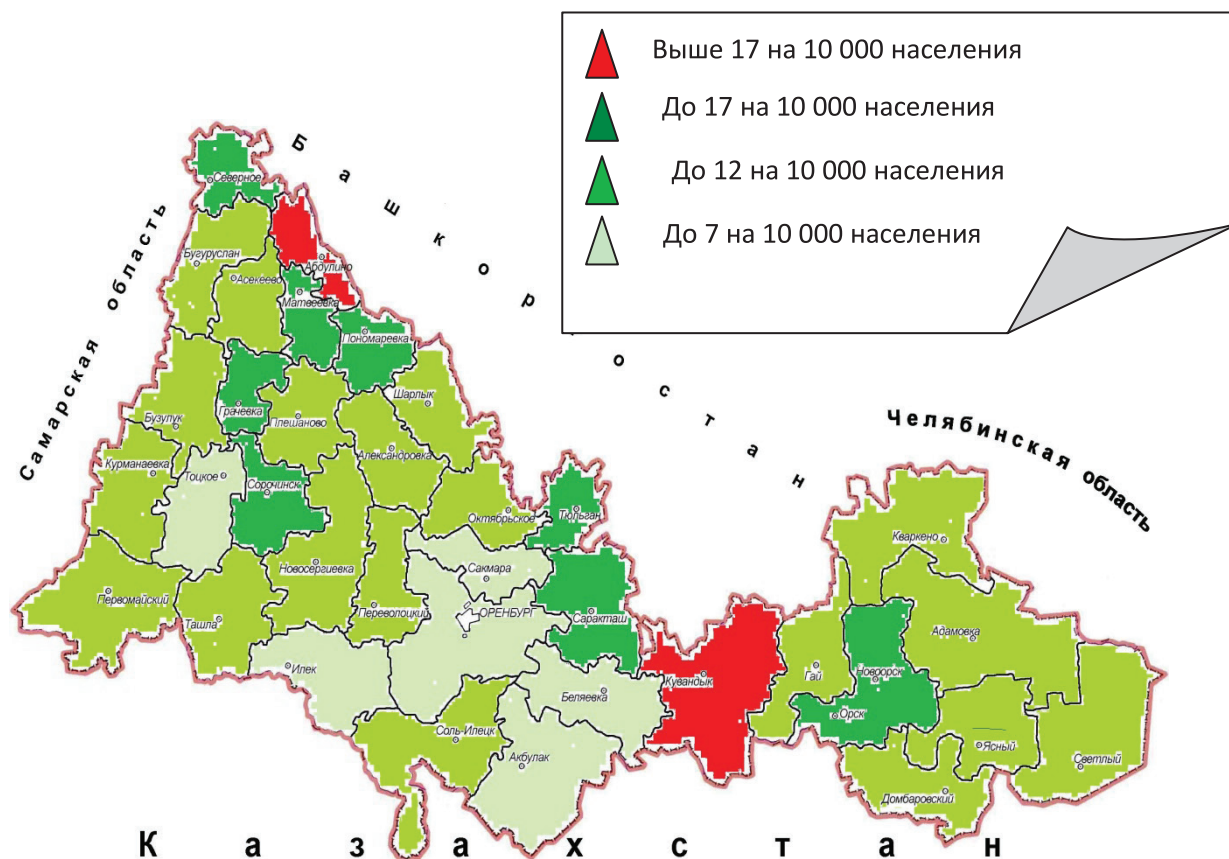 Выше 17 на 10 000 населения
До 17 на 10 000 населения
До 12 на 10 000 населения
До 7 на 10 000 населения
Башкортостан
Самарская область
Челябинская область
Казахстан
Северное
Бугуруслан
Асекеево
Абдулино
Матвеевка
Пономаревка
Грачевка
Плешаново
Шарлык
Бузулук
Курманаевка
Тоцкое
Сорочинск
Александровка
Октябрьское
Тюльган
Кваркено
Новосергиевка
Сакмара
Первомайский
Ташла
Переволоцкий
ОРЕНБУРГ
Саракташ
Адамовка
Илек
Беляевка
Кувандык
Гай
Новоорск
Орск
Соль-Илецк
Акбулак
Ясный
Светлый
Домбаровский